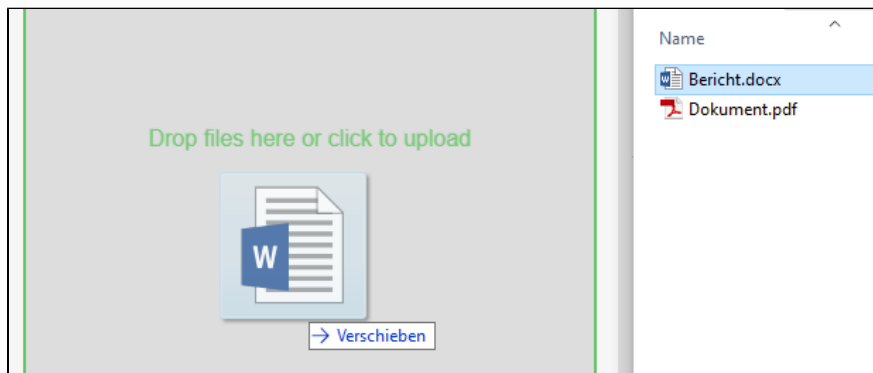 Drop files here or click to upload
W
→ Verschieben
Name
Bericht.docx
Dokument.pdf